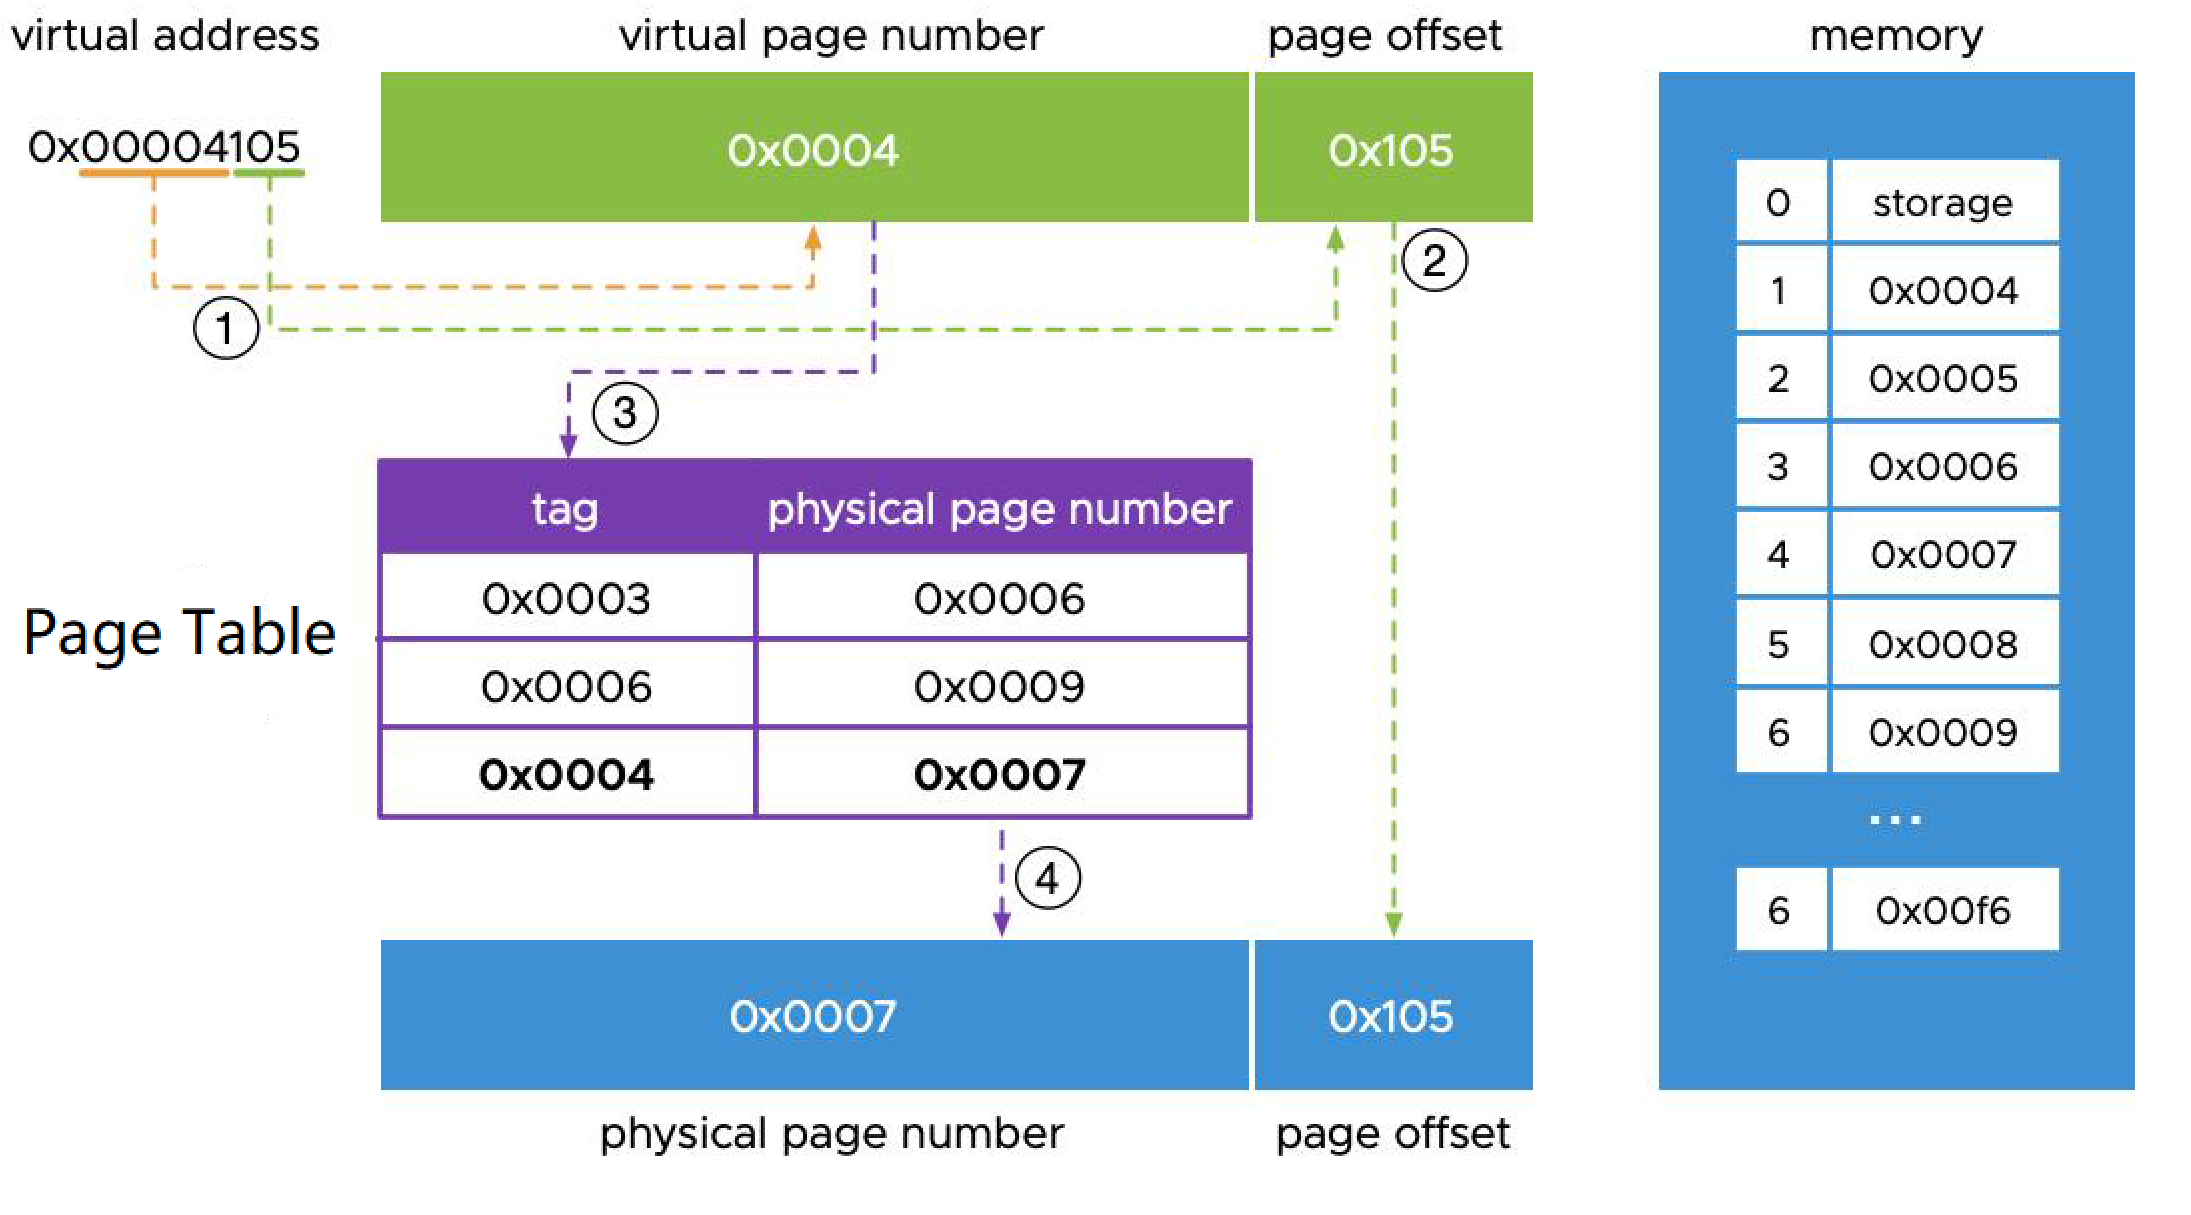 virtual address
virtual page number
page offset
memory
0x00004105
0x0004
0x105
1
2
3
Page Table
tag
physical page number
0x0003
0x0006
0x0006
0x0009
0x0004
0x0007
4
0x0007
0x105
physical page number
page offset
0
storage
1
0x0004
2
0x0005
3
0x0006
4
0x0007
5
0x0008
6
0x0009
...
6
0x00f6